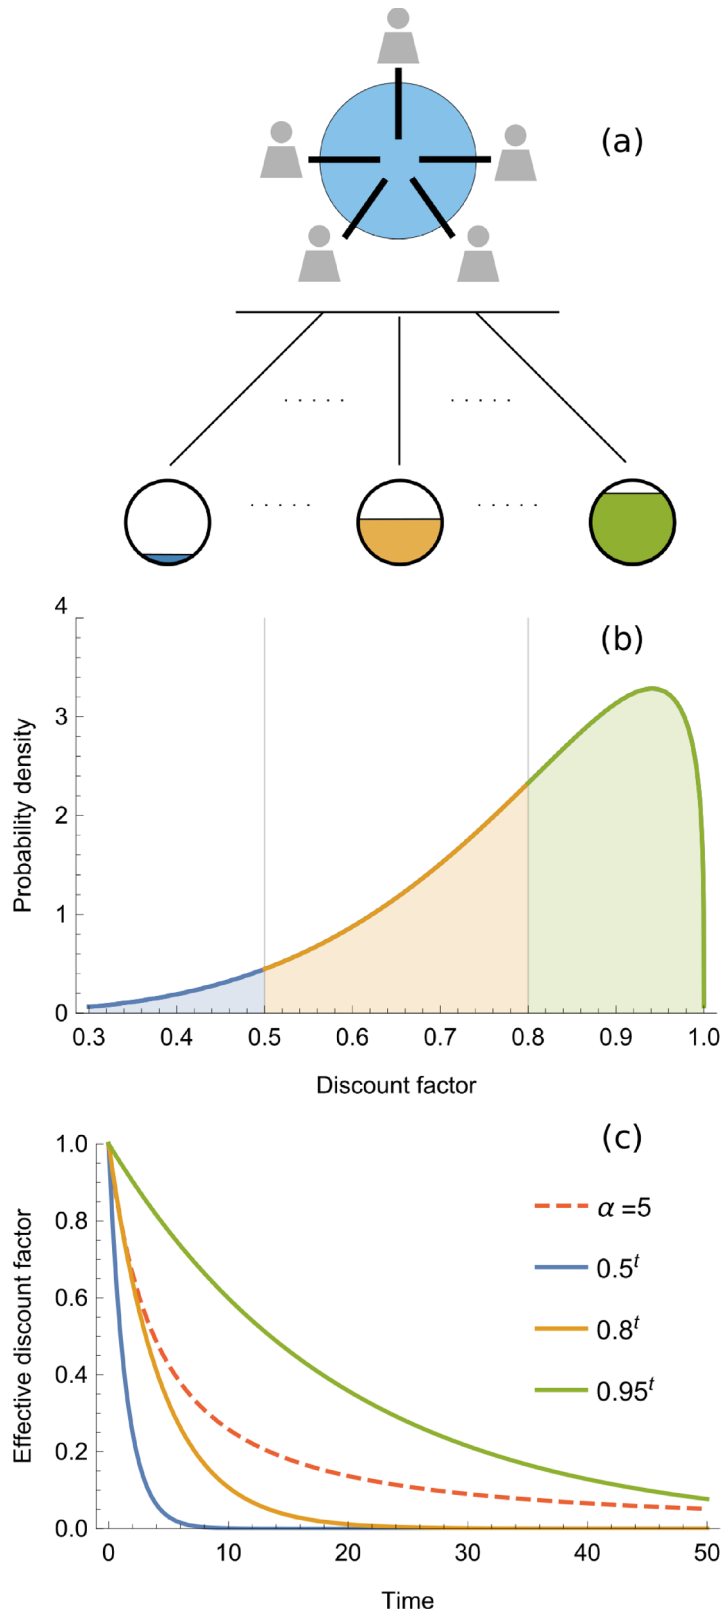 (a)
(b)
4
3
2
1
0
Probability density
0.3 0.4 0.5 0.6 0.7 0.8 0.9 1.0
Discount factor
(c)
1.0
0.8
0.6
0.4
0.2
0.0
Effective discount factor
α =5
0.5^t
0.8^t
0.95^t
0 10 20 30 40 50
Time